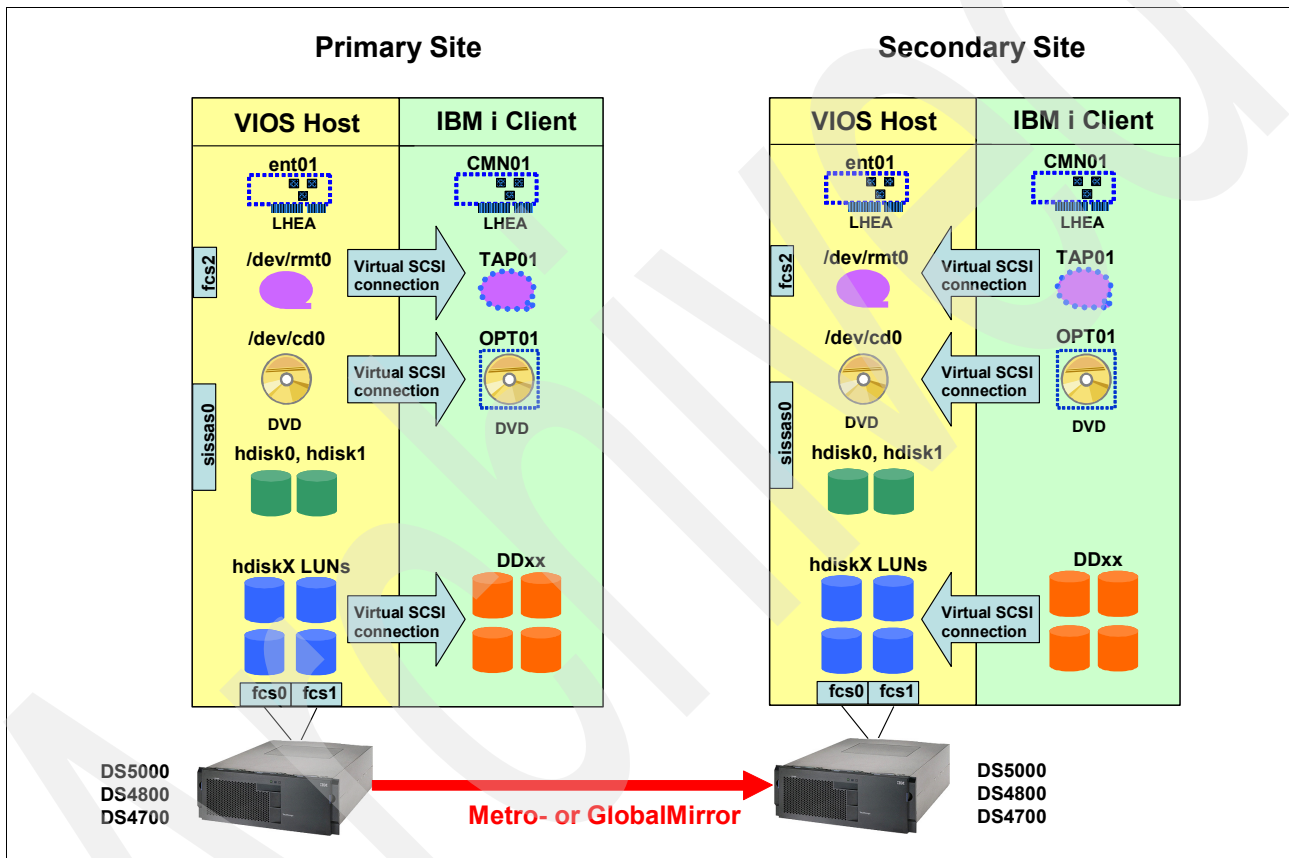 Primary Site
VIOS Host
IBM i Client
ent01
LHEA
CMN01
LHEA
fcs2
/dev/rmt0
Virtual SCSI
connection
TAP01
/dev/cd0
DVD
Virtual SCSI
connection
OPT01
DVD
sissas0
hdisk0, hdisk1
hdiskX LUNs
Virtual SCSI
connection
DDxx
fcs0
fcs1
DS5000
DS4800
DS4700
Secondary Site
VIOS Host
IBM i Client
ent01
LHEA
CMN01
LHEA
fcs2
/dev/rmt0
Virtual SCSI
connection
TAP01
/dev/cd0
DVD
Virtual SCSI
connection
OPT01
DVD
sissas0
hdisk0, hdisk1
hdiskX LUNs
Virtual SCSI
connection
DDxx
fcs0
fcs1
DS5000
DS4800
DS4700
Metro- or GlobalMirror